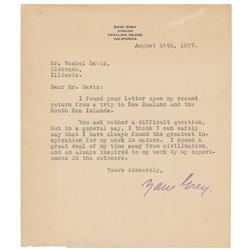 ZANE GREY
AVALON
CATALINA ISLAND
CALIFORNIA
August 16th, 1927.
Mr. Vachel Davis,
Eldorado,
Illinois.
Dear Mr. Davis:
I found your letter upon my recent
return from a trip to New Zealand and the
South Sea Islands.
You ask rather a difficult question,
but in a general way, I think I can safely
say that I have always found the greatest in-
spiration for my work in nature. I spend a
great deal of my time away from civilization,
and am always inspired to my work by my experi-
ences in the outdoors.
Yours sincerely,
Zane Grey.